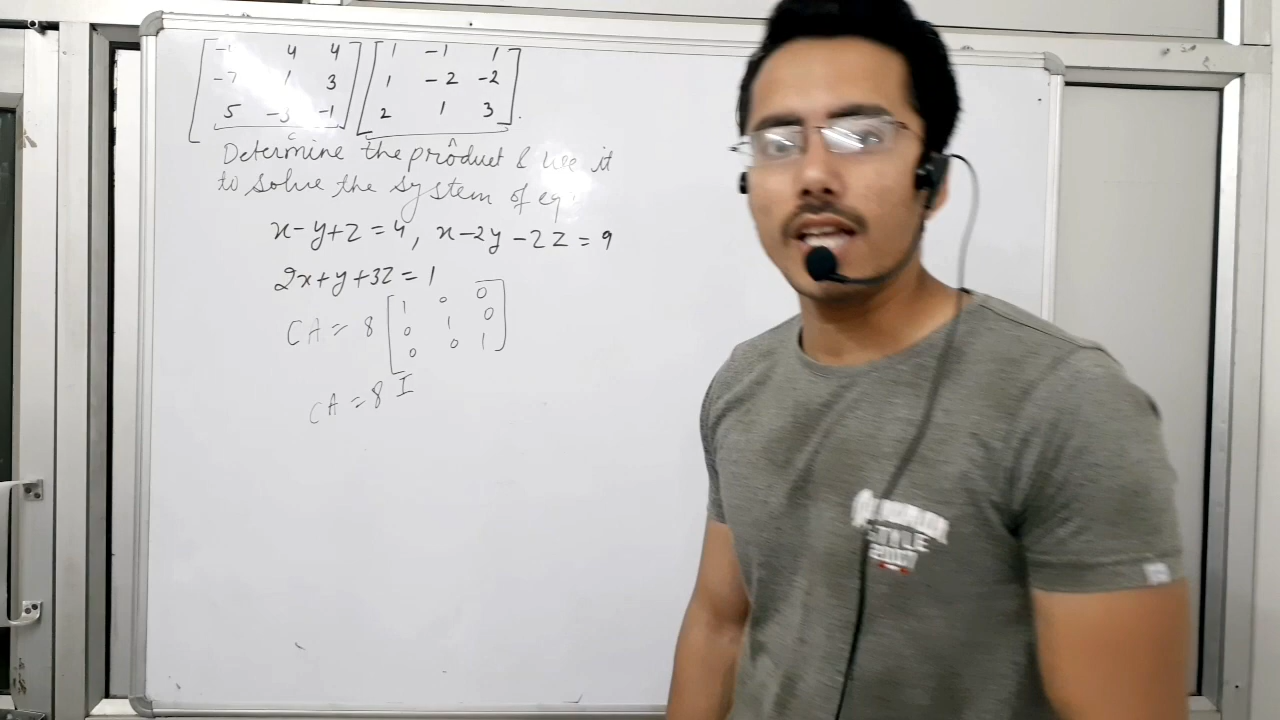 -1 4 4 1 -1 1
-7 1 3 1 -2 -2
5 -3 -1 2 1 3 .
C A
Determine the product & use it
to solve the system of eqn
x-y+z=4, x-2y-2z=9
2x+y+3z=1
CA = 8 [1 0 0
0 1 0
0 0 1]
CA = 8 I
STYLE